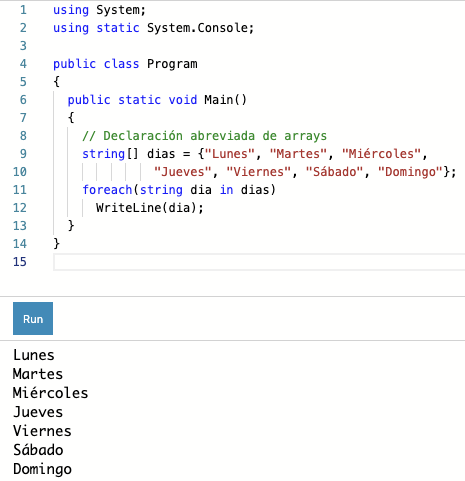 1 using System;
2 using static System.Console;
3
4 public class Program
5 {
6 public static void Main()
7 {
8 // Declaración abreviada de arrays
9 string[] dias = {"Lunes", "Martes", "Miércoles",
10 "Jueves", "Viernes", "Sábado", "Domingo"};
11 foreach(string dia in dias)
12 WriteLine(dia);
13 }
14 }
15
Run
Lunes
Martes
Miércoles
Jueves
Viernes
Sábado
Domingo